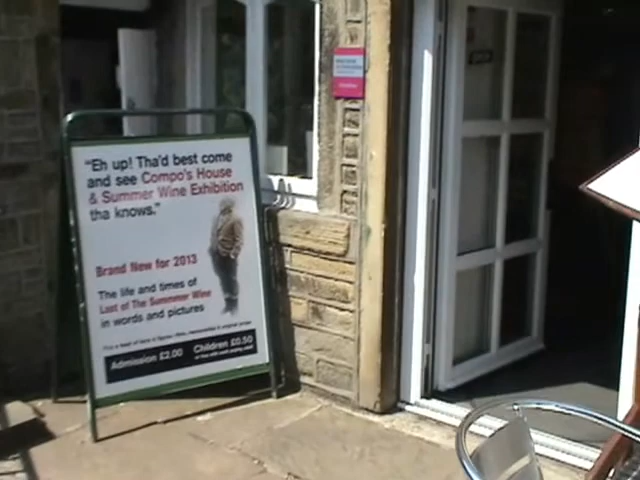 "Eh up! Tha'd best come
and see Compo's House
& Summer Wine Exhibition
tha knows."
Brand New for 2013
The life and times of
Last of The Summer Wine
in words and pictures
Admission £2.00
Children £0.50